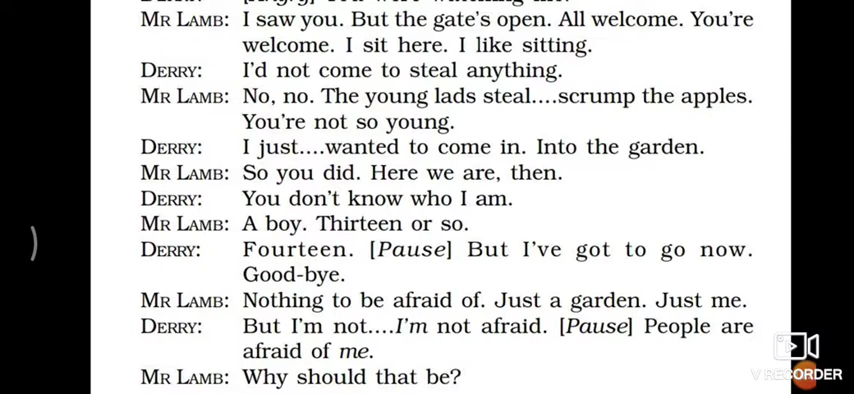 MR LAMB: I saw you. But the gate's open. All welcome. You're
welcome. I sit here. I like sitting.
DERRY: I'd not come to steal anything.
MR LAMB: No, no. The young lads steal....scrump the apples.
You're not so young.
DERRY: I just....wanted to come in. Into the garden.
MR LAMB: So you did. Here we are, then.
DERRY: You don't know who I am.
MR LAMB: A boy. Thirteen or so.
DERRY: Fourteen. [Pause] But I've got to go now.
Good-bye.
MR LAMB: Nothing to be afraid of. Just a garden. Just me.
DERRY: But I'm not....I'm not afraid. [Pause] People are
afraid of me.
MR LAMB: Why should that be?
V RECORDER